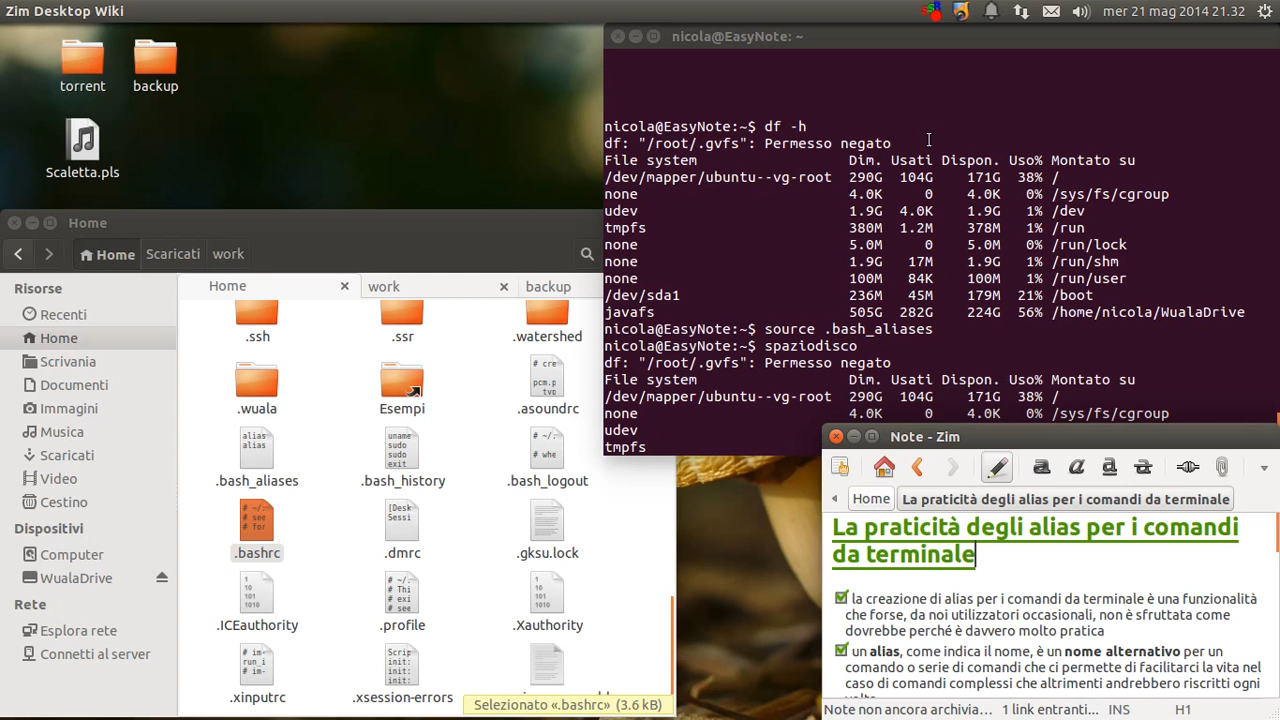 Zim Desktop Wiki
mer 21 mag 2014 21.32
torrent
backup
Scaletta.pls
Home
Home
Scaricati
work
Home
work
backup
Risorse
Recenti
Home
Scrivania
Documenti
Immagini
Musica
Scaricati
Video
Cestino
Dispositivi
Computer
WualaDrive
Rete
Esplora rete
Connetti al server
.ssh
.ssr
.watershed
.wuala
Esempi
.asoundrc
.bash_aliases
.bash_history
.bash_logout
.bashrc
.dmrc
.gksu.lock
.ICEauthority
.profile
.Xauthority
.xinputrc
.xsession-errors
Selezionato «.bashrc» (3.6 kB)
nicola@EasyNote: ~
nicola@EasyNote:~$ df -h
df: "/root/.gvfs": Permesso negato
File system Dim. Usati Dispon. Uso% Montato su
/dev/mapper/ubuntu--vg-root 290G 104G 171G 38% /
none 4.0K 0 4.0K 0% /sys/fs/cgroup
udev 1.9G 4.0K 1.9G 1% /dev
tmpfs 380M 1.2M 378M 1% /run
none 5.0M 0 5.0M 0% /run/lock
none 1.9G 17M 1.9G 1% /run/shm
none 100M 84K 100M 1% /run/user
/dev/sda1 236M 45M 179M 21% /boot
javafs 505G 282G 224G 56% /home/nicola/WualaDrive
nicola@EasyNote:~$ source .bash_aliases
nicola@EasyNote:~$ spaziodisco
df: "/root/.gvfs": Permesso negato
File system Dim. Usati Dispon. Uso% Montato su
/dev/mapper/ubuntu--vg-root 290G 104G 171G 38% /
none 4.0K 0 4.0K 0% /sys/fs/cgroup
udev
tmpfs
Note - Zim
Home
La praticità degli alias per i comandi da terminale
La praticità degli alias per i comandi
da terminale
la creazione di alias per i comandi da terminale è una funzionalità
che forse, da noi utilizzatori occasionali, non è sfruttata come
dovrebbe perché è davvero molto pratica
un alias, come indica il nome, è un nome alternativo per un
comando o serie di comandi che ci permette di facilitarci la vita nel
caso di comandi complessi che altrimenti andrebbero riscritti ogni
Note non ancora archivia... 1 link entranti... INS H1